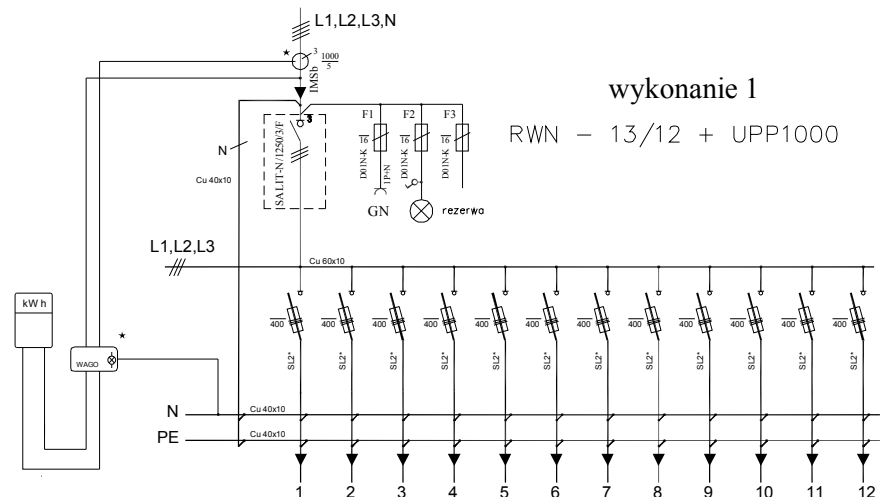 L1,L2,L3,N
★
3
1000
5
IMSb
wykonanie 1
RWN - 13/12 + UPP1000
F1
F2
F3
3
SALIT-N/1250/3/F
16
D01N-K
16
D01N-K
16
D01N-K
1P+N
N
Cu 40x10
GN
rezerwa
L1,L2,L3
Cu 60x10
kWh
400 400 400 400 400 400 400 400 400 400 400 400
★
WAGO
SL2* SL2* SL2* SL2* SL2* SL2* SL2* SL2* SL2* SL2* SL2* SL2*
N
Cu 40x10
PE
Cu 40x10
1 2 3 4 5 6 7 8 9 10 11 12